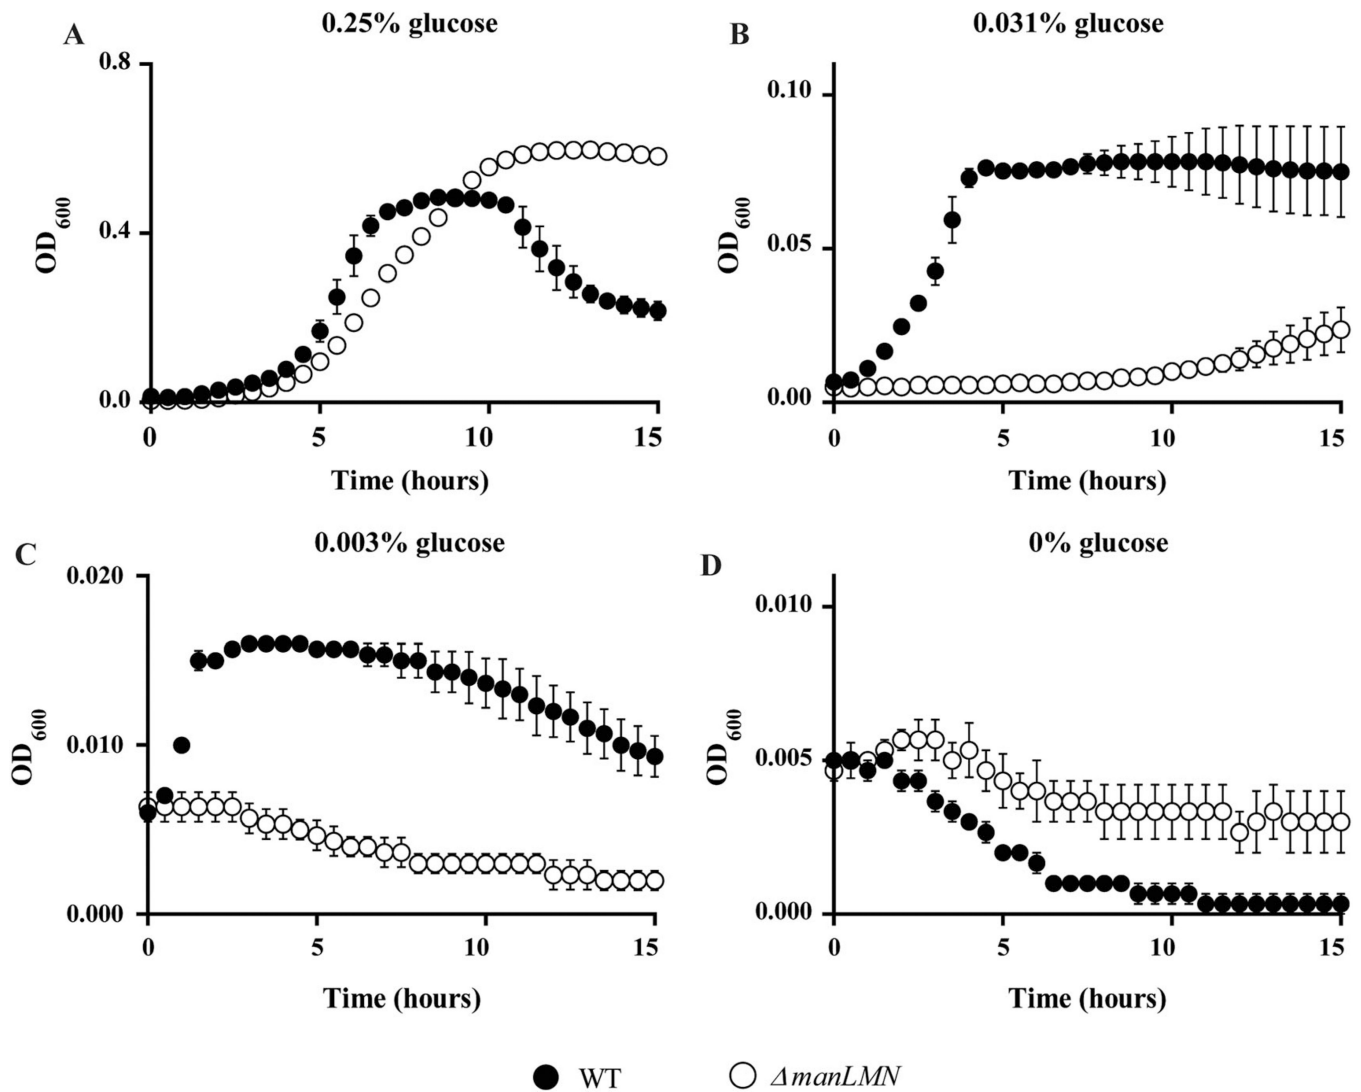 A
0.25% glucose
0.8
0.4
0.0
OD600
0
5
10
15
Time (hours)
B
0.031% glucose
0.10
0.05
0.00
OD600
0
5
10
15
Time (hours)
C
0.003% glucose
0.020
0.010
0.000
OD600
0
5
10
15
Time (hours)
D
0% glucose
0.010
0.005
0.000
OD600
0
5
10
15
Time (hours)
WT
ΔmanLMN